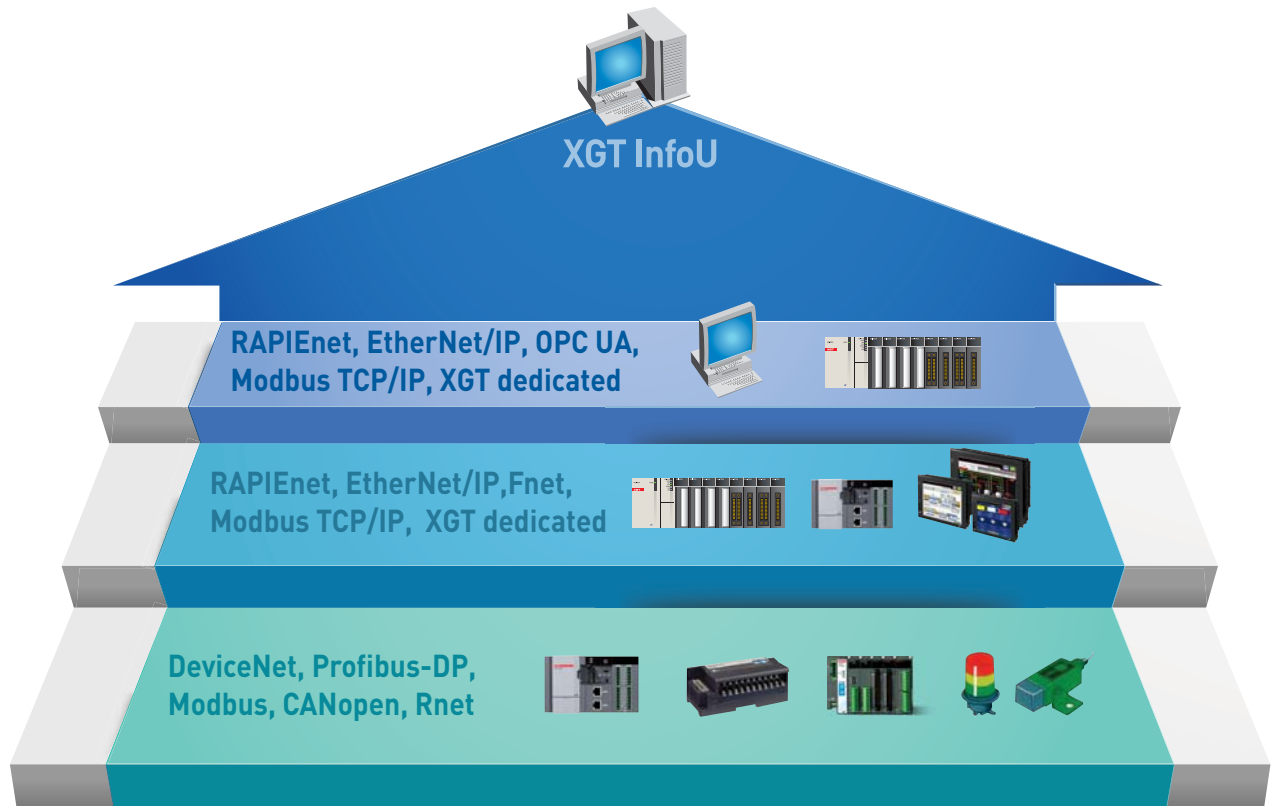 XGT InfoU
RAPIEnet, EtherNet/IP, OPC UA,
Modbus TCP/IP, XGT dedicated
RAPIEnet, EtherNet/IP,Fnet,
Modbus TCP/IP, XGT dedicated
DeviceNet, Profibus-DP,
Modbus, CANopen, Rnet